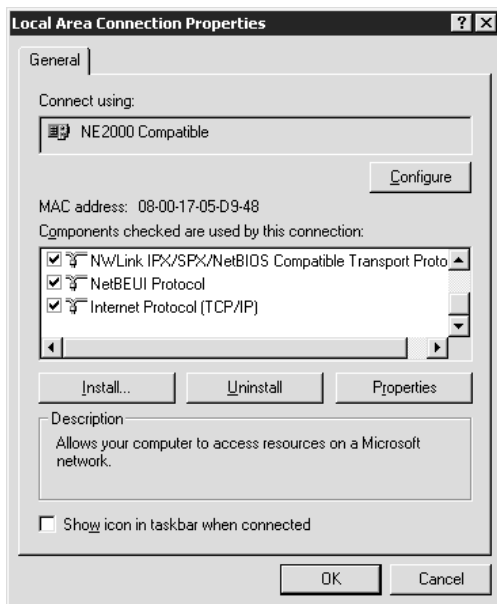 Local Area Connection Properties
General
Connect using:
NE2000 Compatible
Configure
MAC address: 08-00-17-05-D9-48
Components checked are used by this connection:
NWLink IPX/SPX/NetBIOS Compatible Transport Proto
NetBEUI Protocol
Internet Protocol (TCP/IP)
Install... Uninstall Properties
Description
Allows your computer to access resources on a Microsoft
network.
Show icon in taskbar when connected
OK Cancel